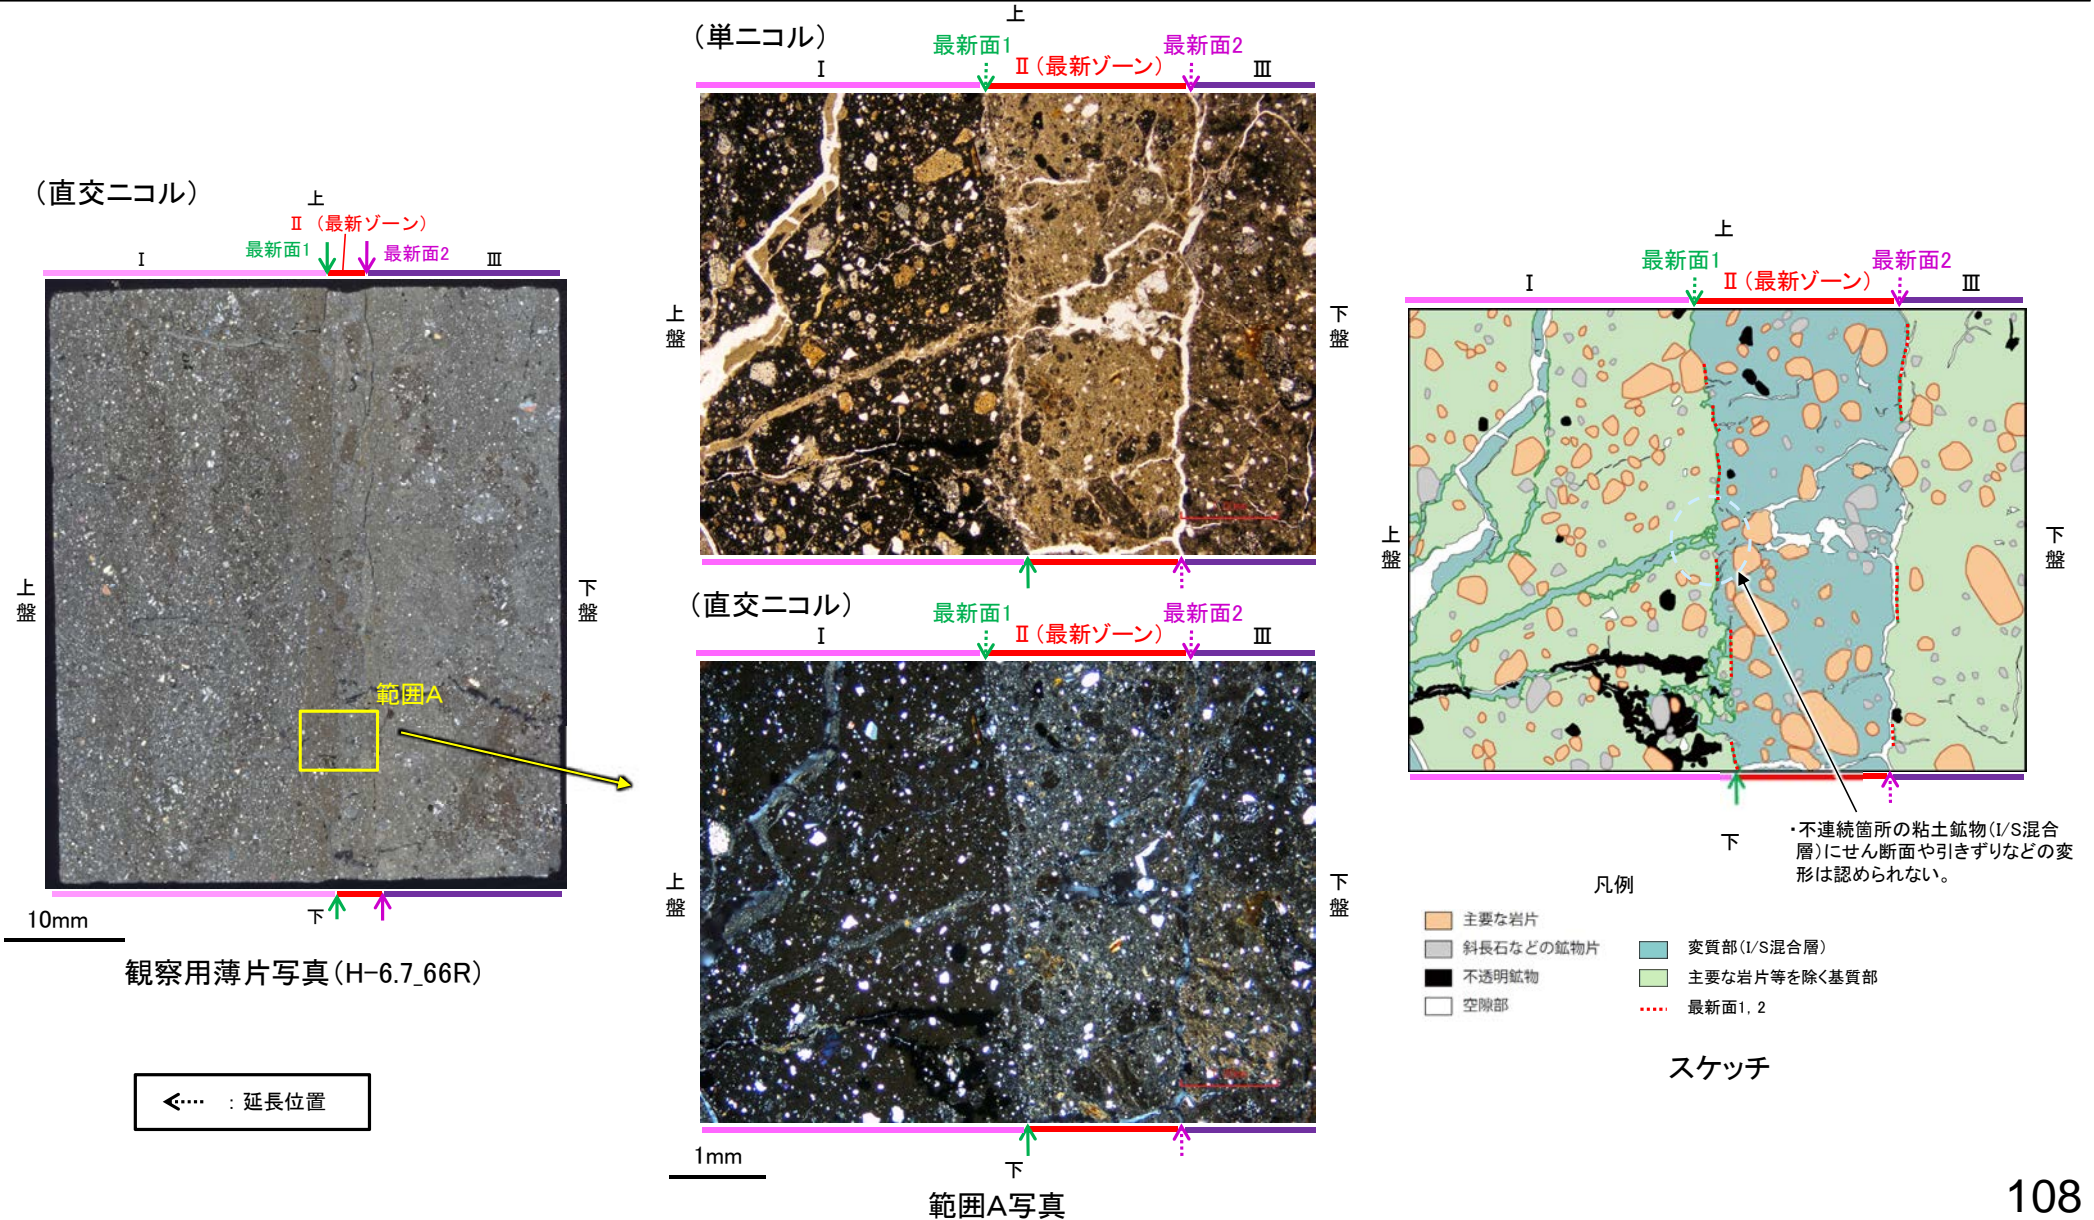 (直交ニコル)
上
Ⅱ (最新ゾーン)
最新面1
最新面2
Ⅰ
Ⅲ
上盤
下盤
範囲A
下
10mm
観察用薄片写真(H-6.7_66R)
:延長位置
(単ニコル)
上
最新面1
最新面2
Ⅰ
Ⅱ(最新ゾーン)
Ⅲ
上盤
下盤
(直交ニコル)
最新面1
最新面2
Ⅰ
Ⅱ(最新ゾーン)
Ⅲ
上盤
下盤
1mm
下
範囲A写真
上
最新面1
最新面2
Ⅰ
Ⅱ(最新ゾーン)
Ⅲ
上盤
下盤
下
・不連続箇所の粘土鉱物(I/S混合
層)にせん断面や引きずりなどの変
形は認められない。
凡例
主要な岩片
斜長石などの鉱物片
不透明鉱物
空隙部
変質部(I/S混合層)
主要な岩片等を除く基質部
最新面1, 2
スケッチ
108